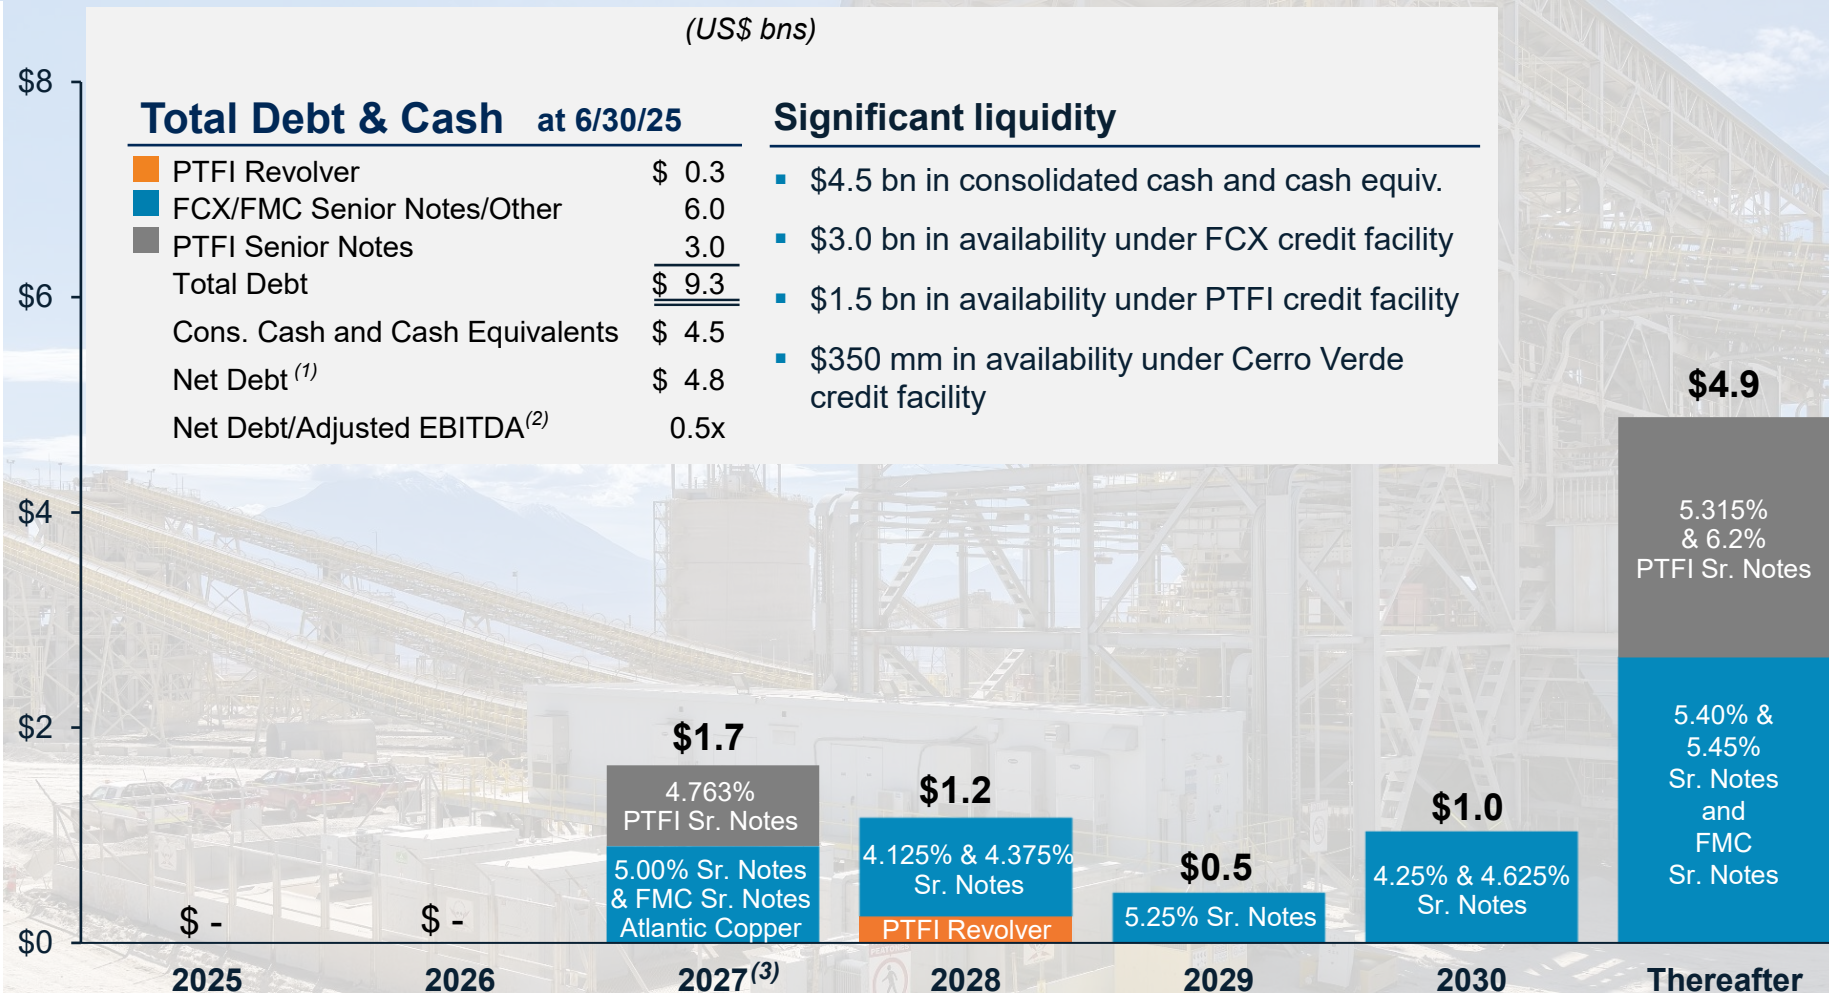 (US$ bns)
Total Debt & Cash at 6/30/25
PTFI Revolver $ 0.3
FCX/FMC Senior Notes/Other 6.0
PTFI Senior Notes 3.0
Total Debt $ 9.3
Cons. Cash and Cash Equivalents $ 4.5
Net Debt (1) $ 4.8
Net Debt/Adjusted EBITDA(2) 0.5x
Significant liquidity
▪ $4.5 bn in consolidated cash and cash equiv.
▪ $3.0 bn in availability under FCX credit facility
▪ $1.5 bn in availability under PTFI credit facility
▪ $350 mm in availability under Cerro Verde
credit facility
$8
$6
$4
$2
$0
$ -
$ -
$1.7
4.763%
PTFI Sr. Notes
5.00% Sr. Notes
& FMC Sr. Notes
Atlantic Copper
$1.2
4.125% & 4.375%
Sr. Notes
PTFI Revolver
$0.5
5.25% Sr. Notes
$1.0
4.25% & 4.625%
Sr. Notes
$4.9
5.315%
& 6.2%
PTFI Sr. Notes
5.40% &
5.45%
Sr. Notes
and
FMC
Sr. Notes
2025
2026
2027(3)
2028
2029
2030
Thereafter